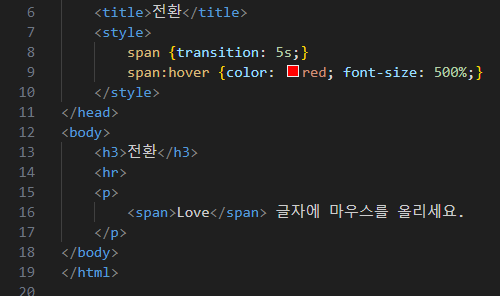 6 <title>전환</title>
7 <style>
8 span {transition: 5s;}
9 span:hover {color: red; font-size: 500%;}
10 </style>
11 </head>
12 <body>
13 <h3>전환</h3>
14 <hr>
15 <p>
16 <span>Love</span> 글자에 마우스를 올리세요.
17 </p>
18 </body>
19 </html>
20